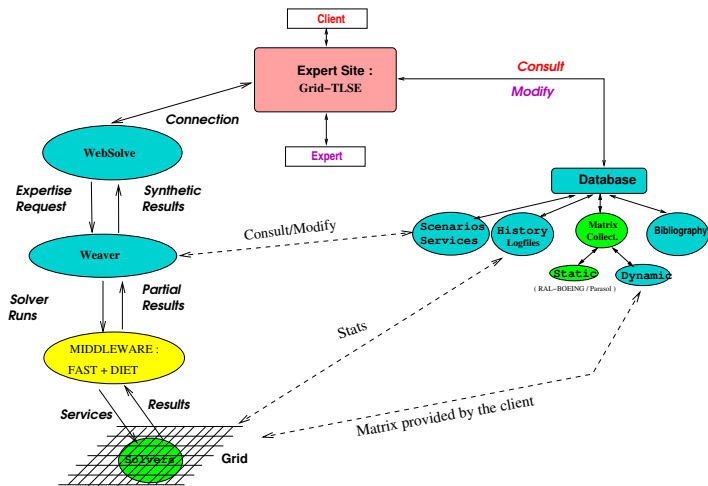 Client
Expert Site :
Grid−TLSE
Consult
Modify
Connection
Expert
WebSolve
Database
Expertise
Request
Synthetic
Results
Scenarios
Services
History
Logfiles
Matrix
Collect.
Bibliography
Consult/Modify
Weaver
Static
Dynamic
( RAL−BOEING / Parasol )
Solver
Runs
Partial
Results
Stats
MIDDLEWARE :
FAST + DIET
Services
Results
Matrix provided by the client
Solvers
Grid